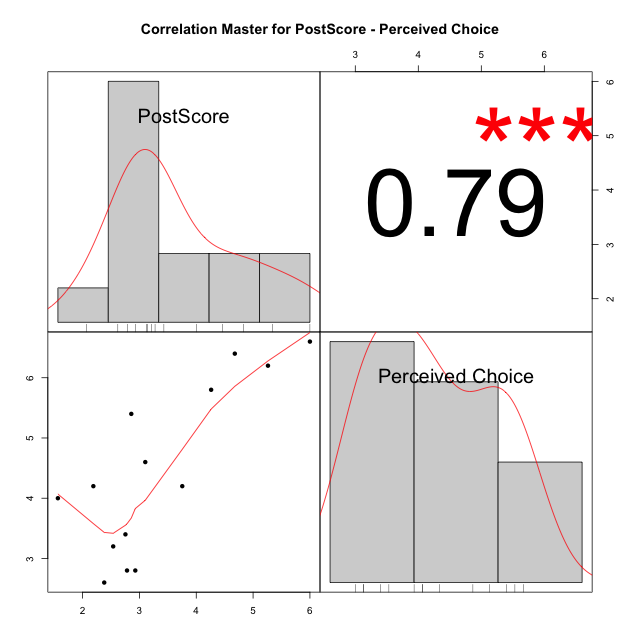 Correlation Master for PostScore - Perceived Choice
3 4 5 6
PostScore
***
0.79
6
5
4
3
2
Perceived Choice
6
5
4
3
2 3 4 5 6